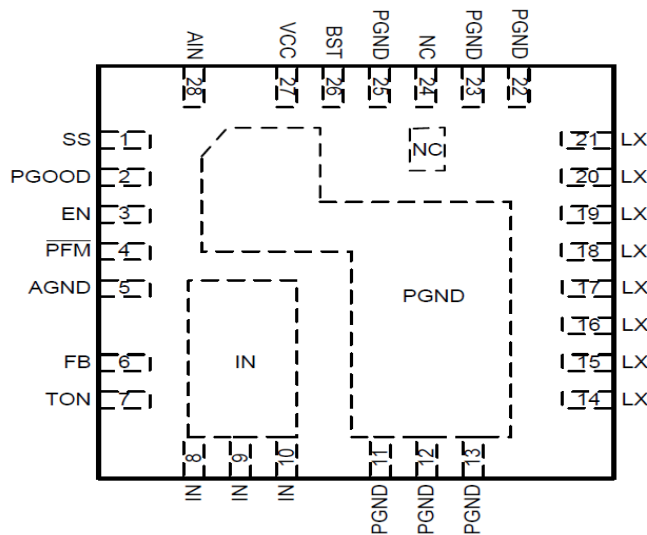 AIN
VCC
BST
PGND
NC
PGND
PGND
28
27
26
25
24
23
22
SS 1
PGOOD 2
EN 3
PFM 4
AGND 5
FB 6
TON 7
NC
PGND
IN
21 LX
20 LX
19 LX
18 LX
17 LX
16 LX
15 LX
14 LX
8
9
10
11
12
13
IN
IN
IN
PGND
PGND
PGND